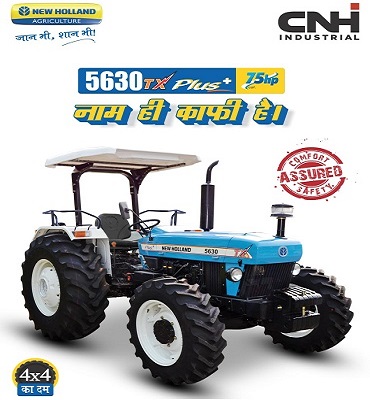 NEW HOLLAND
AGRICULTURE
जान भी, शान भी!
CNH
INDUSTRIAL
5630 TX Plus+ 75hp
नाम ही काफी है।
COMFORT
ASSURED
SAFETY
NEW HOLLAND 5630
4x4
का दम